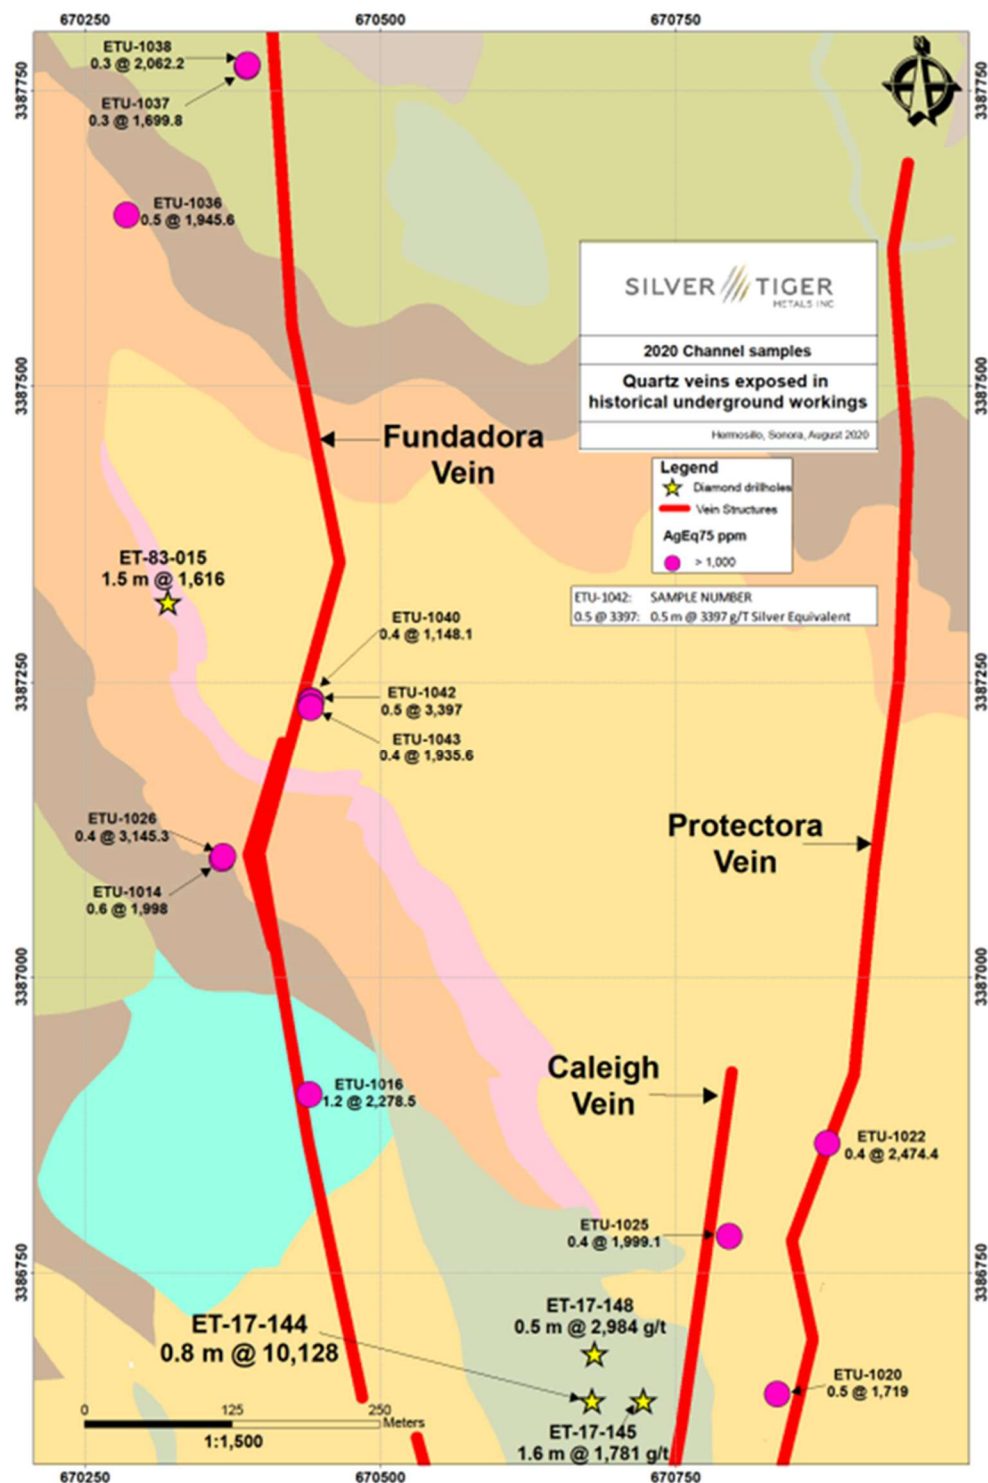 670250
670500
670750
3387750
3387500
3387250
3387000
3386750
3387750
3387500
3387250
3387000
3386750
ETU-1038
0.3 @ 2,062.2
ETU-1037
0.3 @ 1,699.8
ETU-1036
0.5 @ 1,945.6
SILVER TIGER
METALS INC
2020 Channel samples
Quartz veins exposed in
historical underground workings
Hermosillo, Sonora, August 2020
Legend
Diamond drillholes
Vein Structures
AgEq75 ppm
> 1,000
ETU-1042: SAMPLE NUMBER
0.5 @ 3397: 0.5 m @ 3397 g/T Silver Equivalent
Fundadora
Vein
ET-83-015
1.5 m @ 1,616
ETU-1040
0.4 @ 1,148.1
ETU-1042
0.5 @ 3,397
ETU-1043
0.4 @ 1,935.6
ETU-1026
0.4 @ 3,145.3
ETU-1014
0.6 @ 1,998
Protectora
Vein
Caleigh
Vein
ETU-1016
1.2 @ 2,278.5
ETU-1022
0.4 @ 2,474.4
ETU-1025
0.4 @ 1,999.1
ET-17-148
0.5 m @ 2,984 g/t
ET-17-144
0.8 m @ 10,128
ETU-1020
0.5 @ 1,719
ET-17-145
1.6 m @ 1,781 g/t
0 125 250
Meters
1:1,500
670250
670500
670750